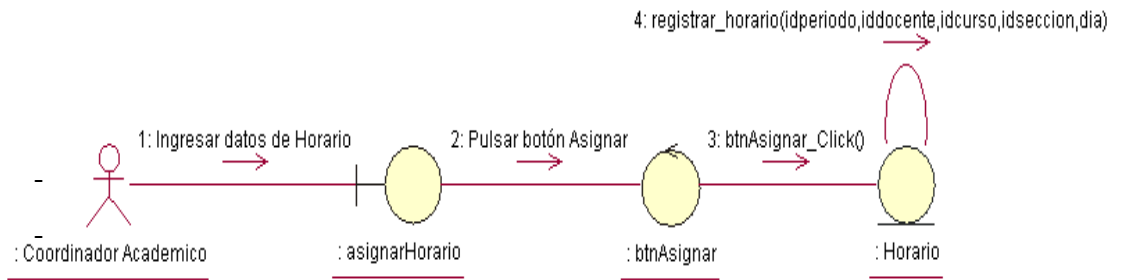 4: registrar_horario(idperiodo,iddocente,idcurso,idseccion,dia)
1: Ingresar datos de Horario
2: Pulsar botón Asignar
3: btnAsignar_Click()
: Coordinador Academico
: asignarHorario
: btnAsignar
: Horario